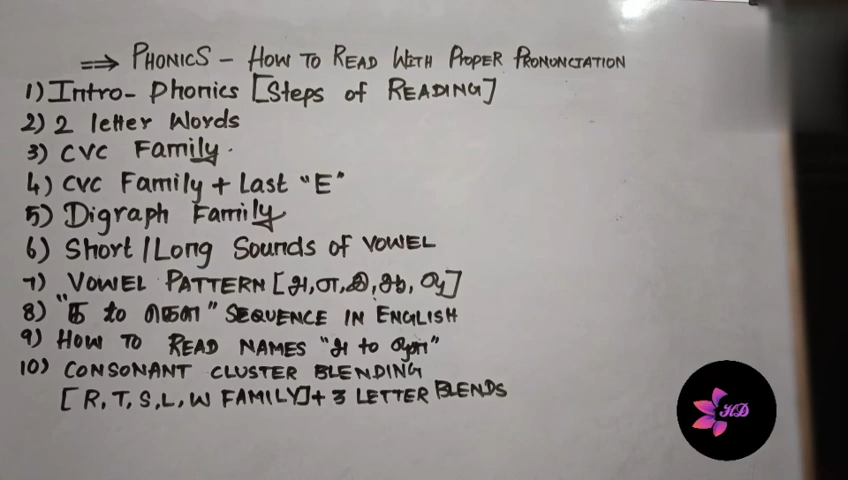 ⇒ PHONICS - HOW TO READ WITH PROPER PRONUNCIATION
1) Intro- Phonics [Steps of READING]
2) 2 letter Words
3) CVC Family.
4) CVC Family + Last "E"
5) Digraph Family
6) Short / Long Sounds of VOWEL
7) VOWEL PATTERN [அ, ா, இ,
8) "க to கௌ" SEQUENCE IN ENGLISH
9) HOW TO READ NAMES "அ to ஃ"
10) CONSONANT CLUSTER BLENDING
[R, T, S, L, W FAMILY] + 3 LETTER BLENDS
HD